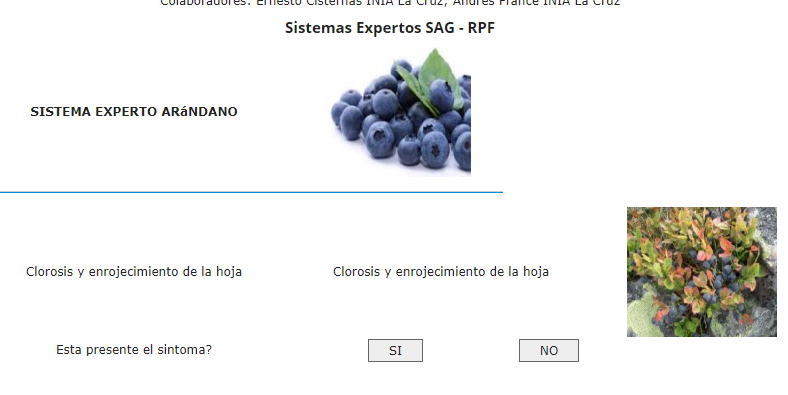 Colaboradores: Ernesto Cisternas INIA La Cruz, Andrés France INIA La Cruz
Sistemas Expertos SAG - RPF
SISTEMA EXPERTO ARáNDANO
Clorosis y enrojecimiento de la hoja
Clorosis y enrojecimiento de la hoja
Esta presente el sintoma?
SI
NO